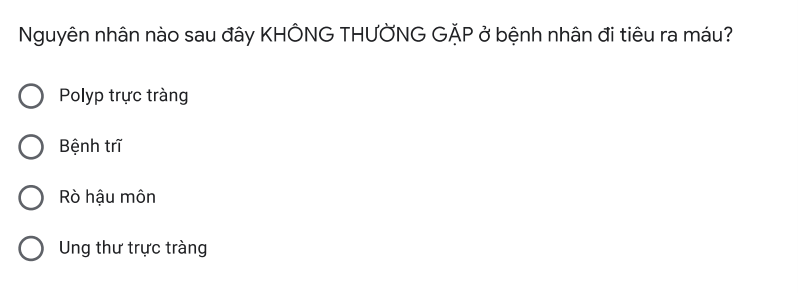 Nguyên nhân nào sau đây KHÔNG THƯỜNG GẶP ở bệnh nhân đi tiêu ra máu?
Polyp trực tràng
Bệnh trĩ
Rò hậu môn
Ung thư trực tràng